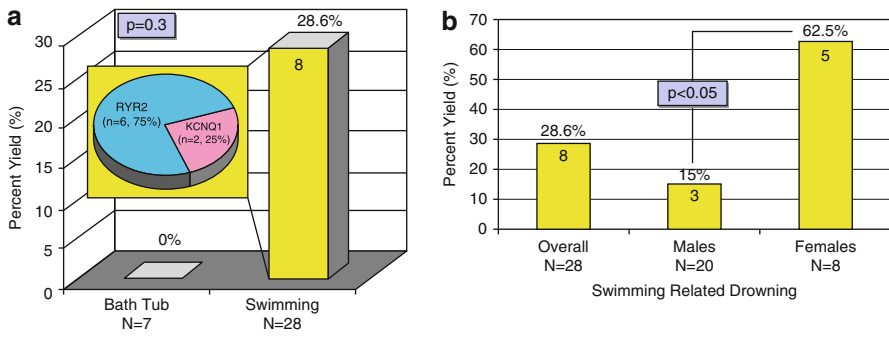 a
p=0.3
28.6%
30
25
20
15
10
5
0
Percent Yield (%)
8
RYR2
(n=6, 75%)
KCNQ1
(n=2, 25%)
0%
Bath Tub
N=7
Swimming
N=28
b
70
60
50
40
30
20
10
0
Percent Yield (%)
62.5%
5
p<0.05
28.6%
8
15%
3
Overall
N=28
Males
N=20
Females
N=8
Swimming Related Drowning